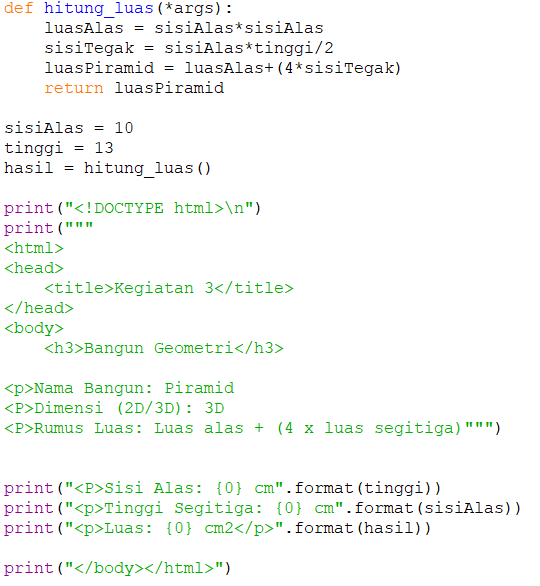 def hitung_luas(*args):
    luasAlas = sisiAlas*sisiAlas
    sisiTegak = sisiAlas*tinggi/2
    luasPiramid = luasAlas+(4*sisiTegak)
    return luasPiramid

sisiAlas = 10
tinggi = 13
hasil = hitung_luas()

print("<!DOCTYPE html>\n")
print("""
<html>
<head>
    <title>Kegiatan 3</title>
</head>
<body>
    <h3>Bangun Geometri</h3>

<p>Nama Bangun: Piramid
<P>Dimensi (2D/3D): 3D
<P>Rumus Luas: Luas alas + (4 x luas segitiga)""")


print("<P>Sisi Alas: {0} cm".format(tinggi))
print("<p>Tinggi Segitiga: {0} cm".format(sisiAlas))
print("<p>Luas: {0} cm2</p>".format(hasil))

print("</body></html>")